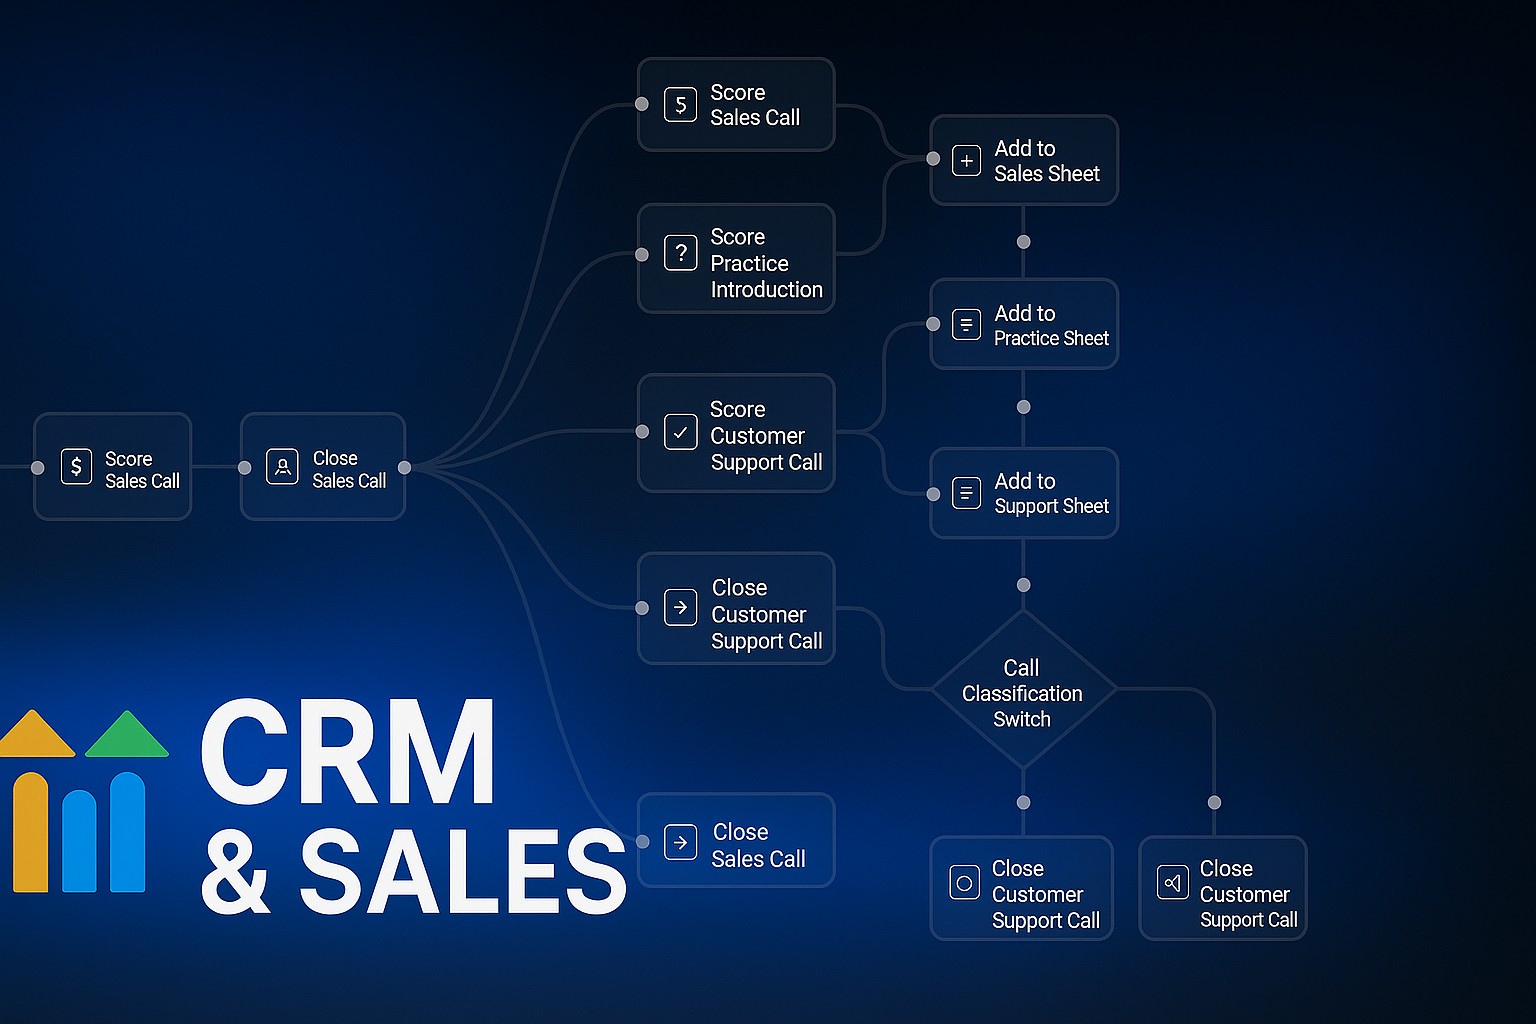 Score
Sales Call
Close
Sales Call
5
Score
Sales Call
?
Score
Practice
Introduction
Score
Customer
Support Call
Close
Customer
Support Call
Close
Sales Call
+
Add to
Sales Sheet
Add to
Practice Sheet
Add to
Support Sheet
Call
Classification
Switch
Close
Customer
Support Call
Close
Customer
Support Call
$
CRM
& SALES